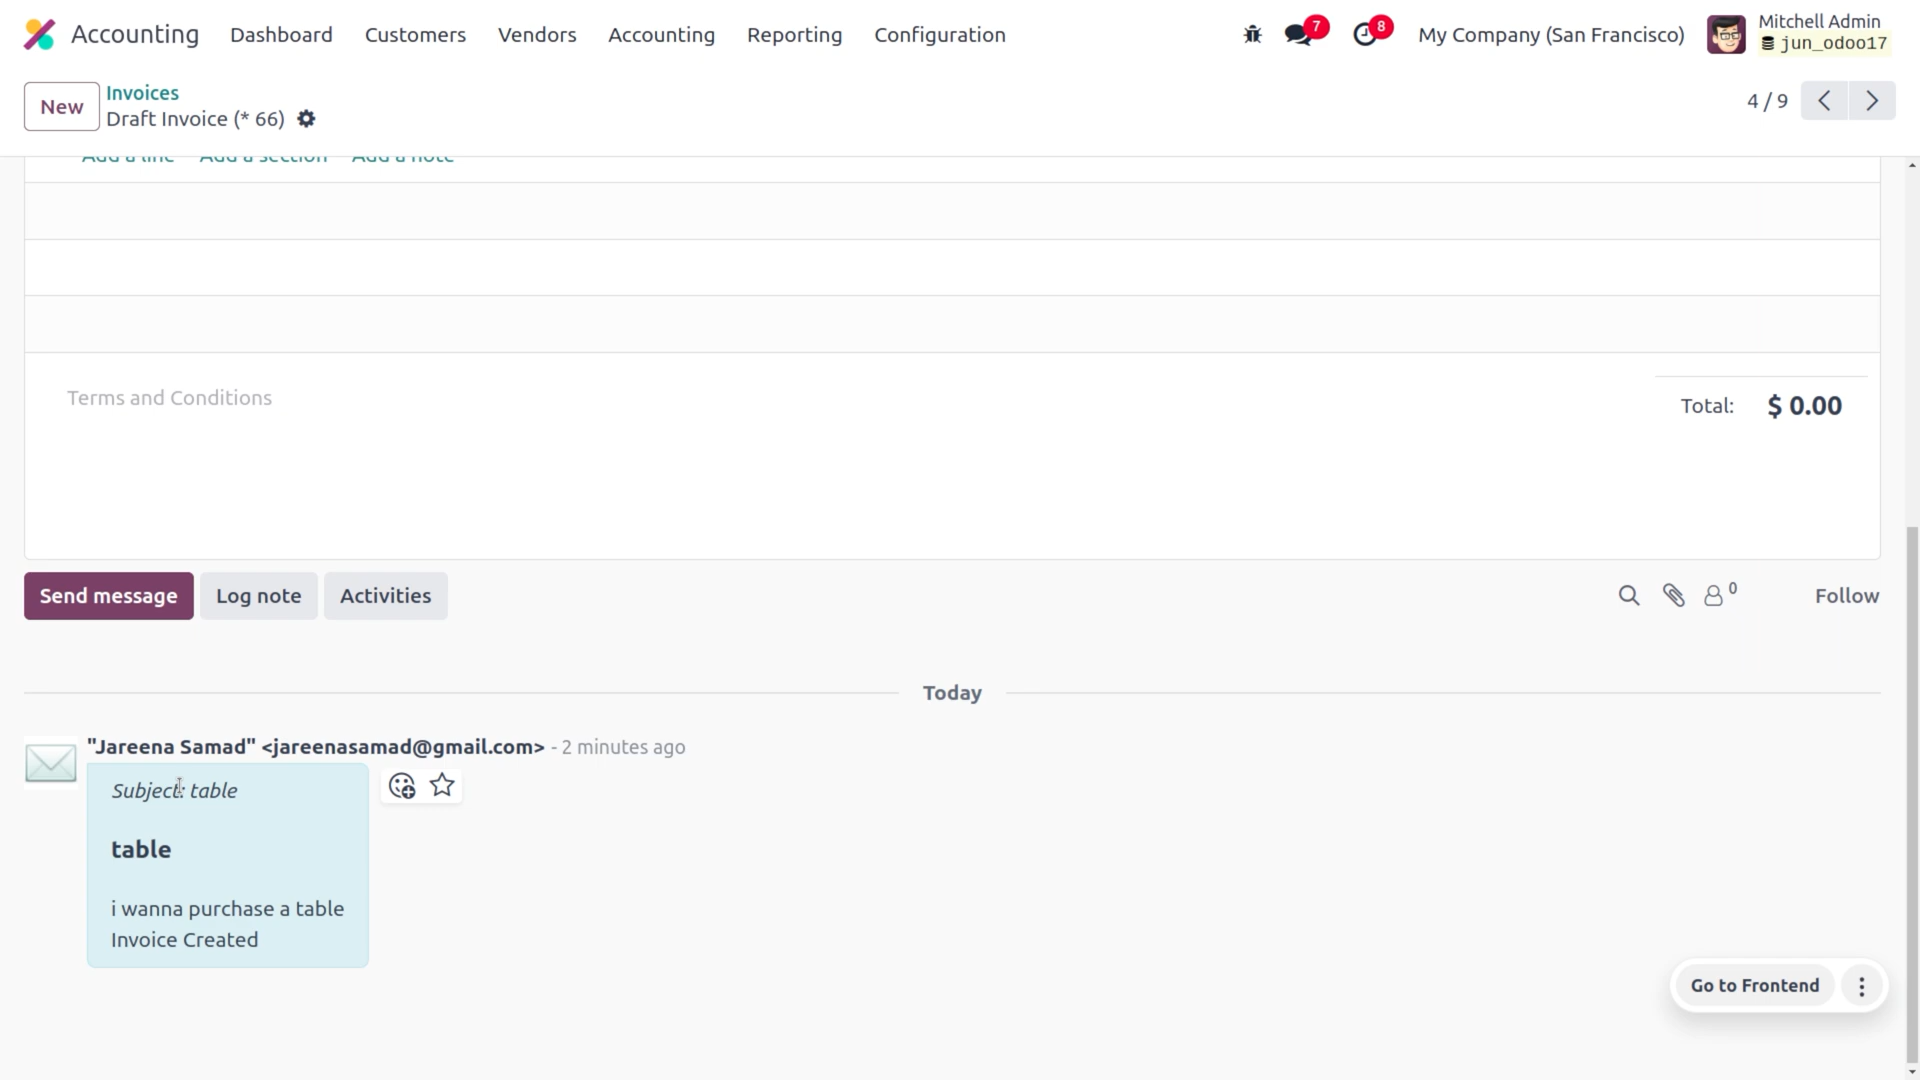 Accounting Dashboard Customers Vendors Accounting Reporting Configuration 7 8 My Company (San Francisco) Mitchell Admin
jun_odoo17
New Invoices
Draft Invoice (* 66) 4 / 9
Add a line Add a section Add a note
Terms and Conditions Total: $ 0.00
Send message Log note Activities 0 Follow
Today
"Jareena Samad" <jareenasamad@gmail.com> - 2 minutes ago
Subject: table
table
i wanna purchase a table
Invoice Created
Go to Frontend